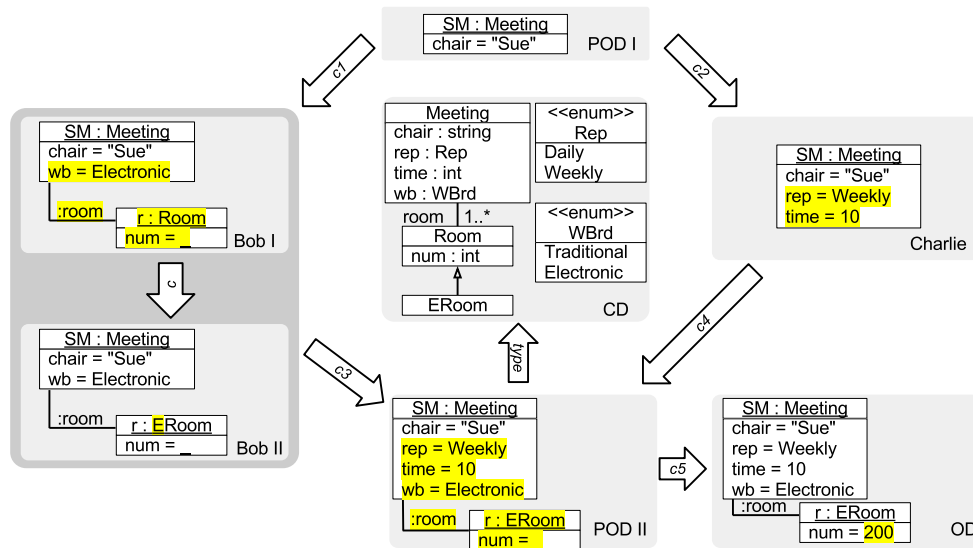 SM : Meeting
chair = "Sue"
POD I
c1
c2
SM : Meeting
chair = "Sue"
wb = Electronic
:room
r : Room
num = _
Bob I
c
SM : Meeting
chair = "Sue"
wb = Electronic
:room
r : ERoom
num = _
Bob II
Meeting
chair : string
rep : Rep
time : int
wb : WBrd
room
1..*
Room
num : int
ERoom
<<enum>>
Rep
Daily
Weekly
<<enum>>
WBrd
Traditional
Electronic
CD
type
SM : Meeting
chair = "Sue"
rep = Weekly
time = 10
Charlie
c3
c4
SM : Meeting
chair = "Sue"
rep = Weekly
time = 10
wb = Electronic
:room
r : ERoom
num = _
POD II
c5
SM : Meeting
chair = "Sue"
rep = Weekly
time = 10
wb = Electronic
:room
r : ERoom
num = 200